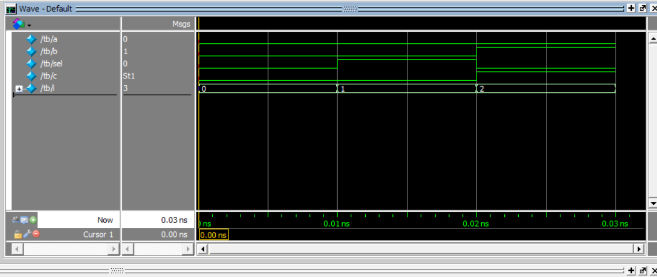 Wave - Default
Msgs
/tb/a 0
/tb/b 1
/tb/sel 0
/tb/c St1
/tb/i 3 0 1 2
Now 0.03 ns ns 0.01 ns 0.02 ns 0.03 ns
Cursor 1 0.00 ns 0.00 ns